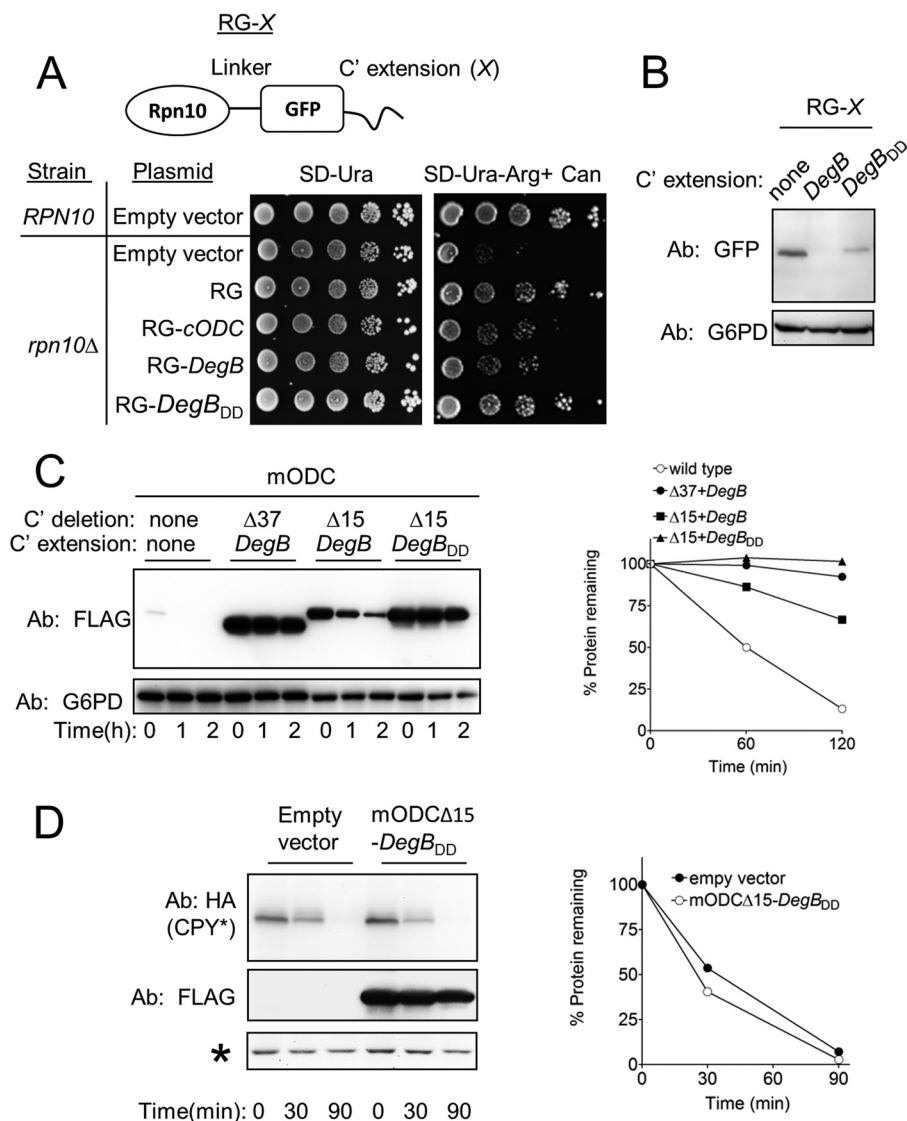 RG-X
A
Linker C' extension (X)
Rpn10 GFP
Strain Plasmid SD-Ura SD-Ura-Arg+ Can
RPN10 Empty vector
Empty vector
RG
rpn10Δ RG-cODC
RG-DegB
RG-DegBDD
B
RG-X
C' extension: none DegB DegBDD
Ab: GFP
Ab: G6PD
C
mODC
C' deletion: none Δ37 Δ15 Δ15
C' extension: none DegB DegB DegBDD
Ab: FLAG
Ab: G6PD
Time(h): 0 1 2 0 1 2 0 1 2 0 1 2
wild type
Δ37+DegB
Δ15+DegB
Δ15+DegBDD
% Protein remaining
100
75
50
25
0
0 60 120
Time (min)
D
Empty vector
mODCΔ15
-DegBDD
Ab: HA
(CPY*)
Ab: FLAG
*
Time(min): 0 30 90 0 30 90
empy vector
mODCΔ15-DegBDD
% Protein remaining
100
75
50
25
0
0 30 60 90
Time (min)